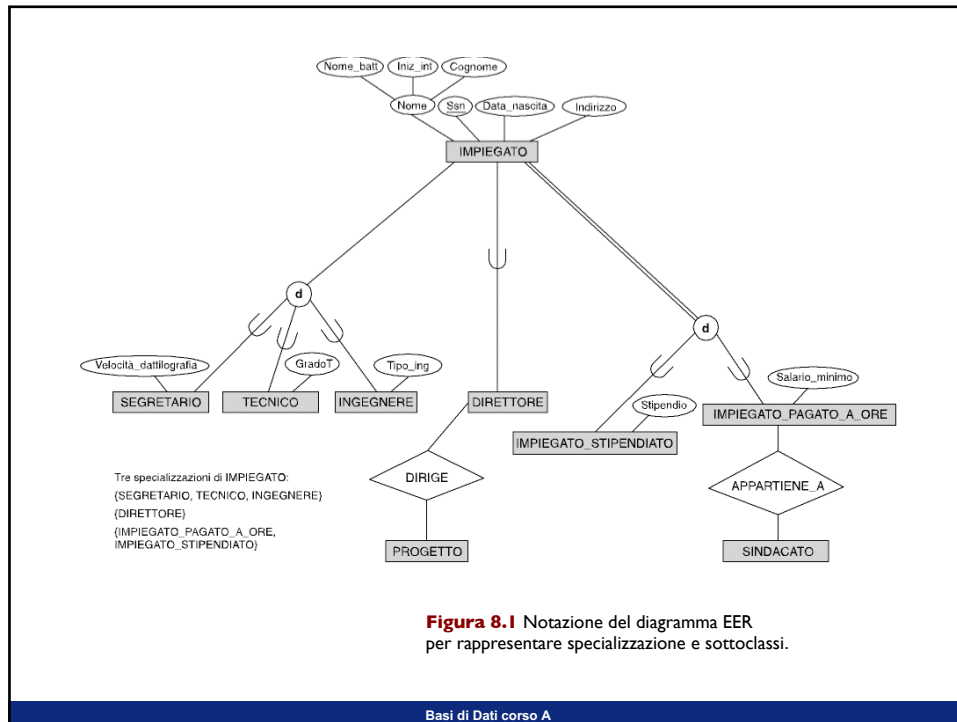 Nome_batt
Iniz_int
Cognome
Nome
Ssn
Data_nascita
Indirizzo
IMPIEGATO
d
d
Velocità_dattilografia
GradoT
Tipo_ing
Stipendio
Salario_minimo
SEGRETARIO
TECNICO
INGEGNERE
DIRETTORE
IMPIEGATO_STIPENDIATO
IMPIEGATO_PAGATO_A_ORE
DIRIGE
APPARTIENE_A
PROGETTO
SINDACATO
Tre specializzazioni di IMPIEGATO:
{SEGRETARIO, TECNICO, INGEGNERE}
{DIRETTORE}
{IMPIEGATO_PAGATO_A_ORE,
IMPIEGATO_STIPENDIATO}
Figura 8.1 Notazione del diagramma EER
per rappresentare specializzazione e sottoclassi.
Basi di Dati corso A